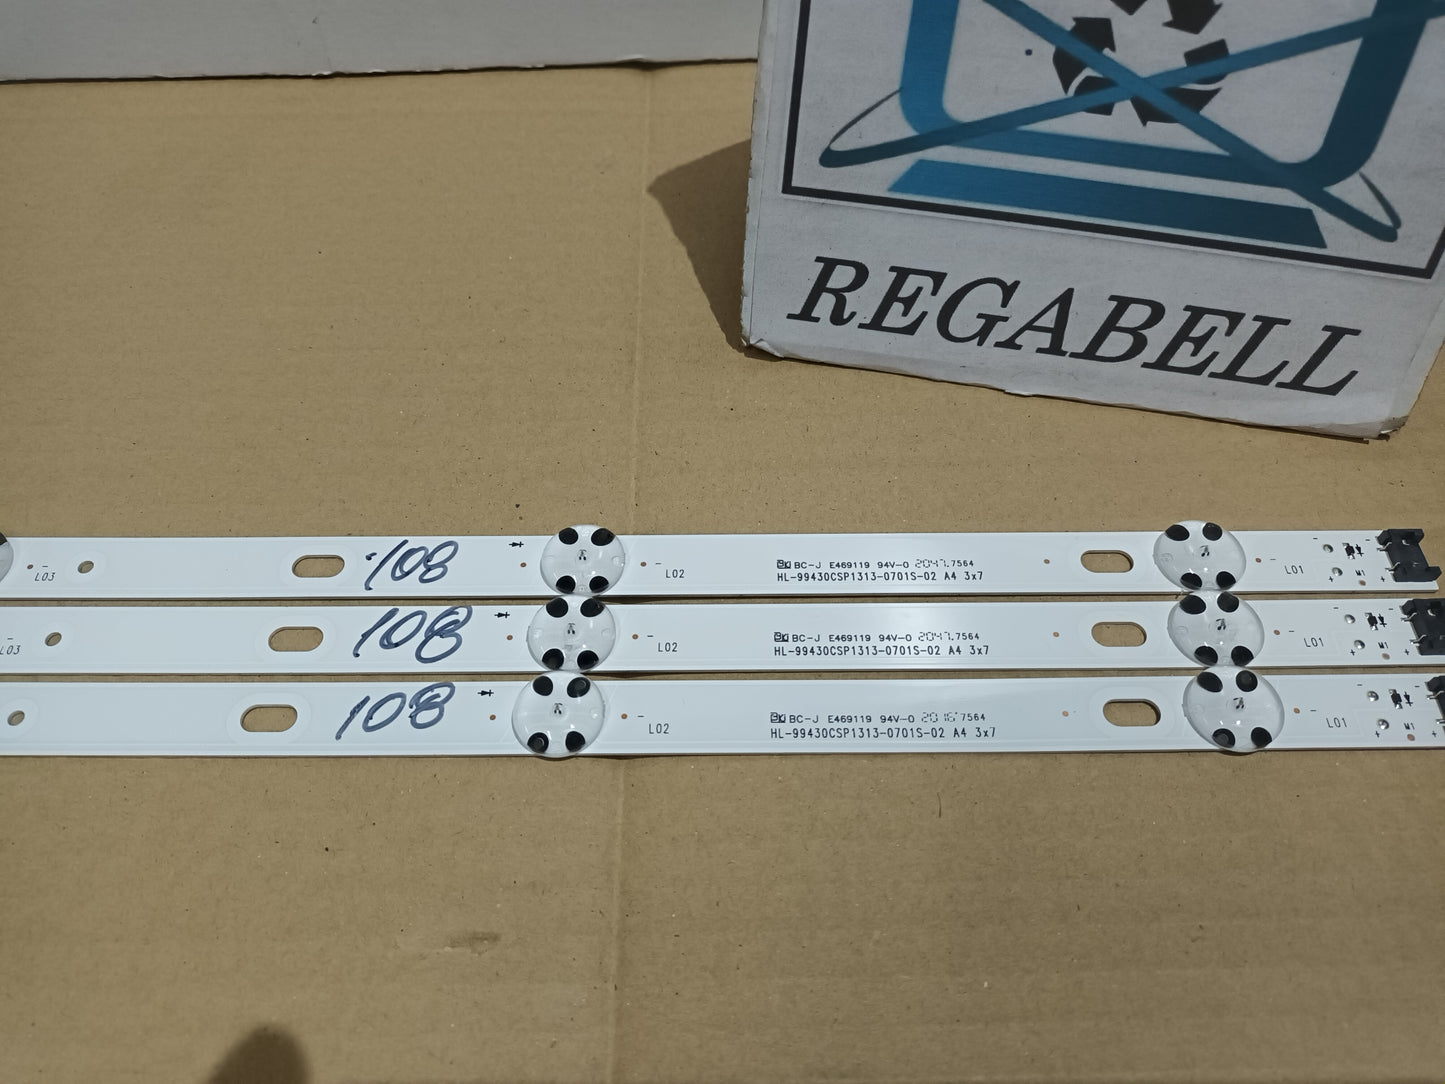 REGABELL
L03
108
L02
BC-J E469119 94V-0 2047.7564
HL-99430CSP1313-0701S-02 A4 3x7
L01
M1
L03
108
L02
BC-J E469119 94V-0 2047.7564
HL-99430CSP1313-0701S-02 A4 3x7
L01
M1
108
L02
BC-J E469119 94V-0 2016 7564
HL-99430CSP1313-0701S-02 A4 3x7
L01
M1